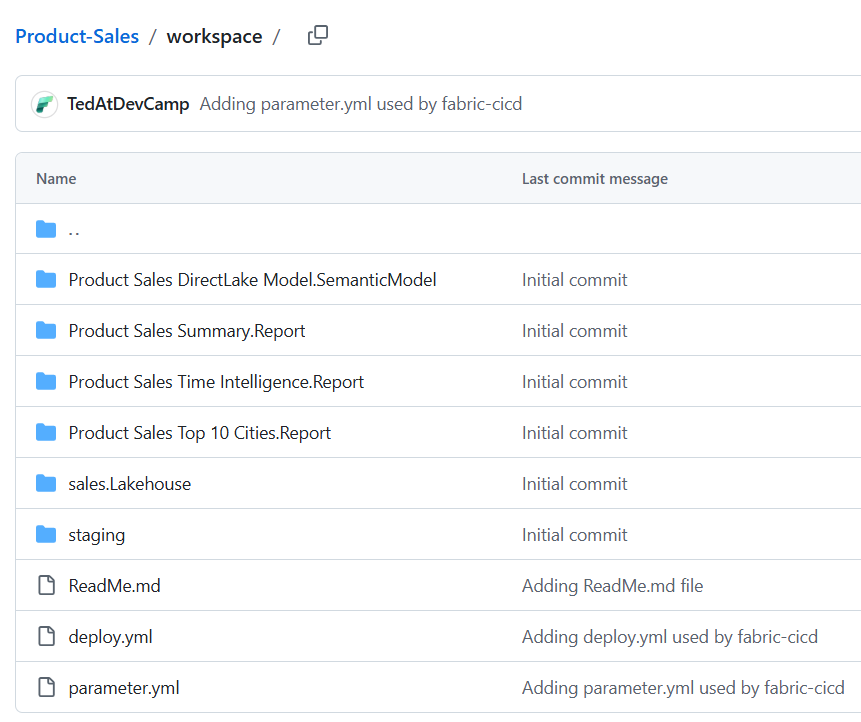 Product-Sales / workspace /
TedAtDevCamp Adding parameter.yml used by fabric-cicd
Name Last commit message
..
Product Sales DirectLake Model.SemanticModel Initial commit
Product Sales Summary.Report Initial commit
Product Sales Time Intelligence.Report Initial commit
Product Sales Top 10 Cities.Report Initial commit
sales.Lakehouse Initial commit
staging Initial commit
ReadMe.md Adding ReadMe.md file
deploy.yml Adding deploy.yml used by fabric-cicd
parameter.yml Adding parameter.yml used by fabric-cicd